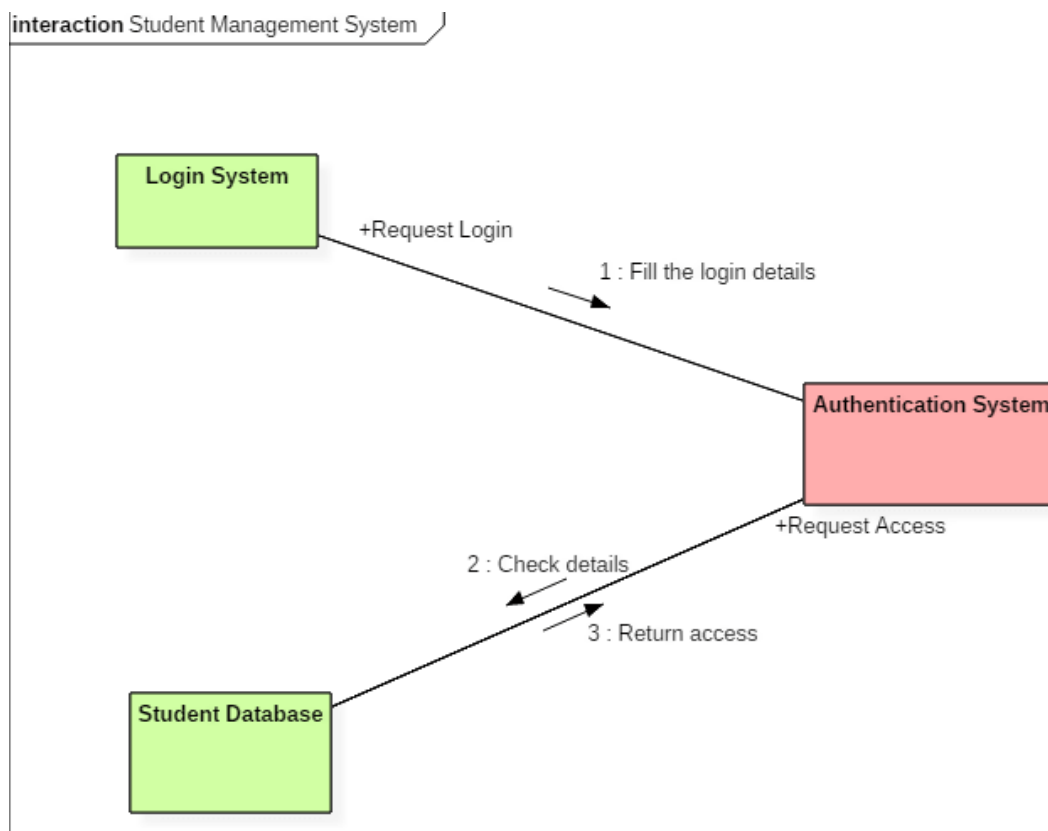 interaction Student Management System
Login System
+Request Login
1 : Fill the login details
Authentication System
+Request Access
2 : Check details
3 : Return access
Student Database